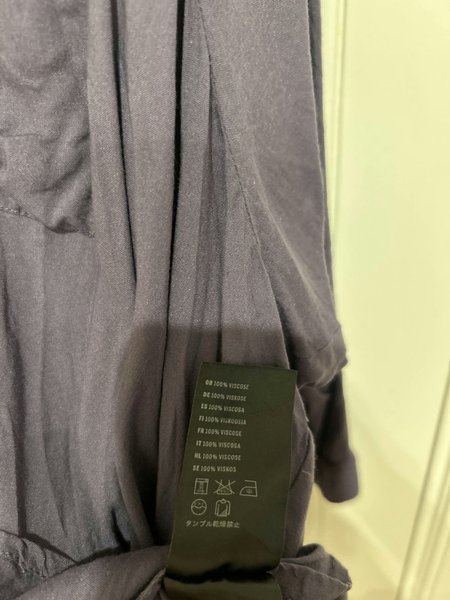 GB 100% VISCOSE
DE 100% VISKOSE
ES 100% VISCOSA
FI 100% VISKOOSIA
FR 100% VISCOSE
IT 100% VISCOSA
NL 100% VISCOSE
SE 100% VISKOS
タンブル乾燥禁止